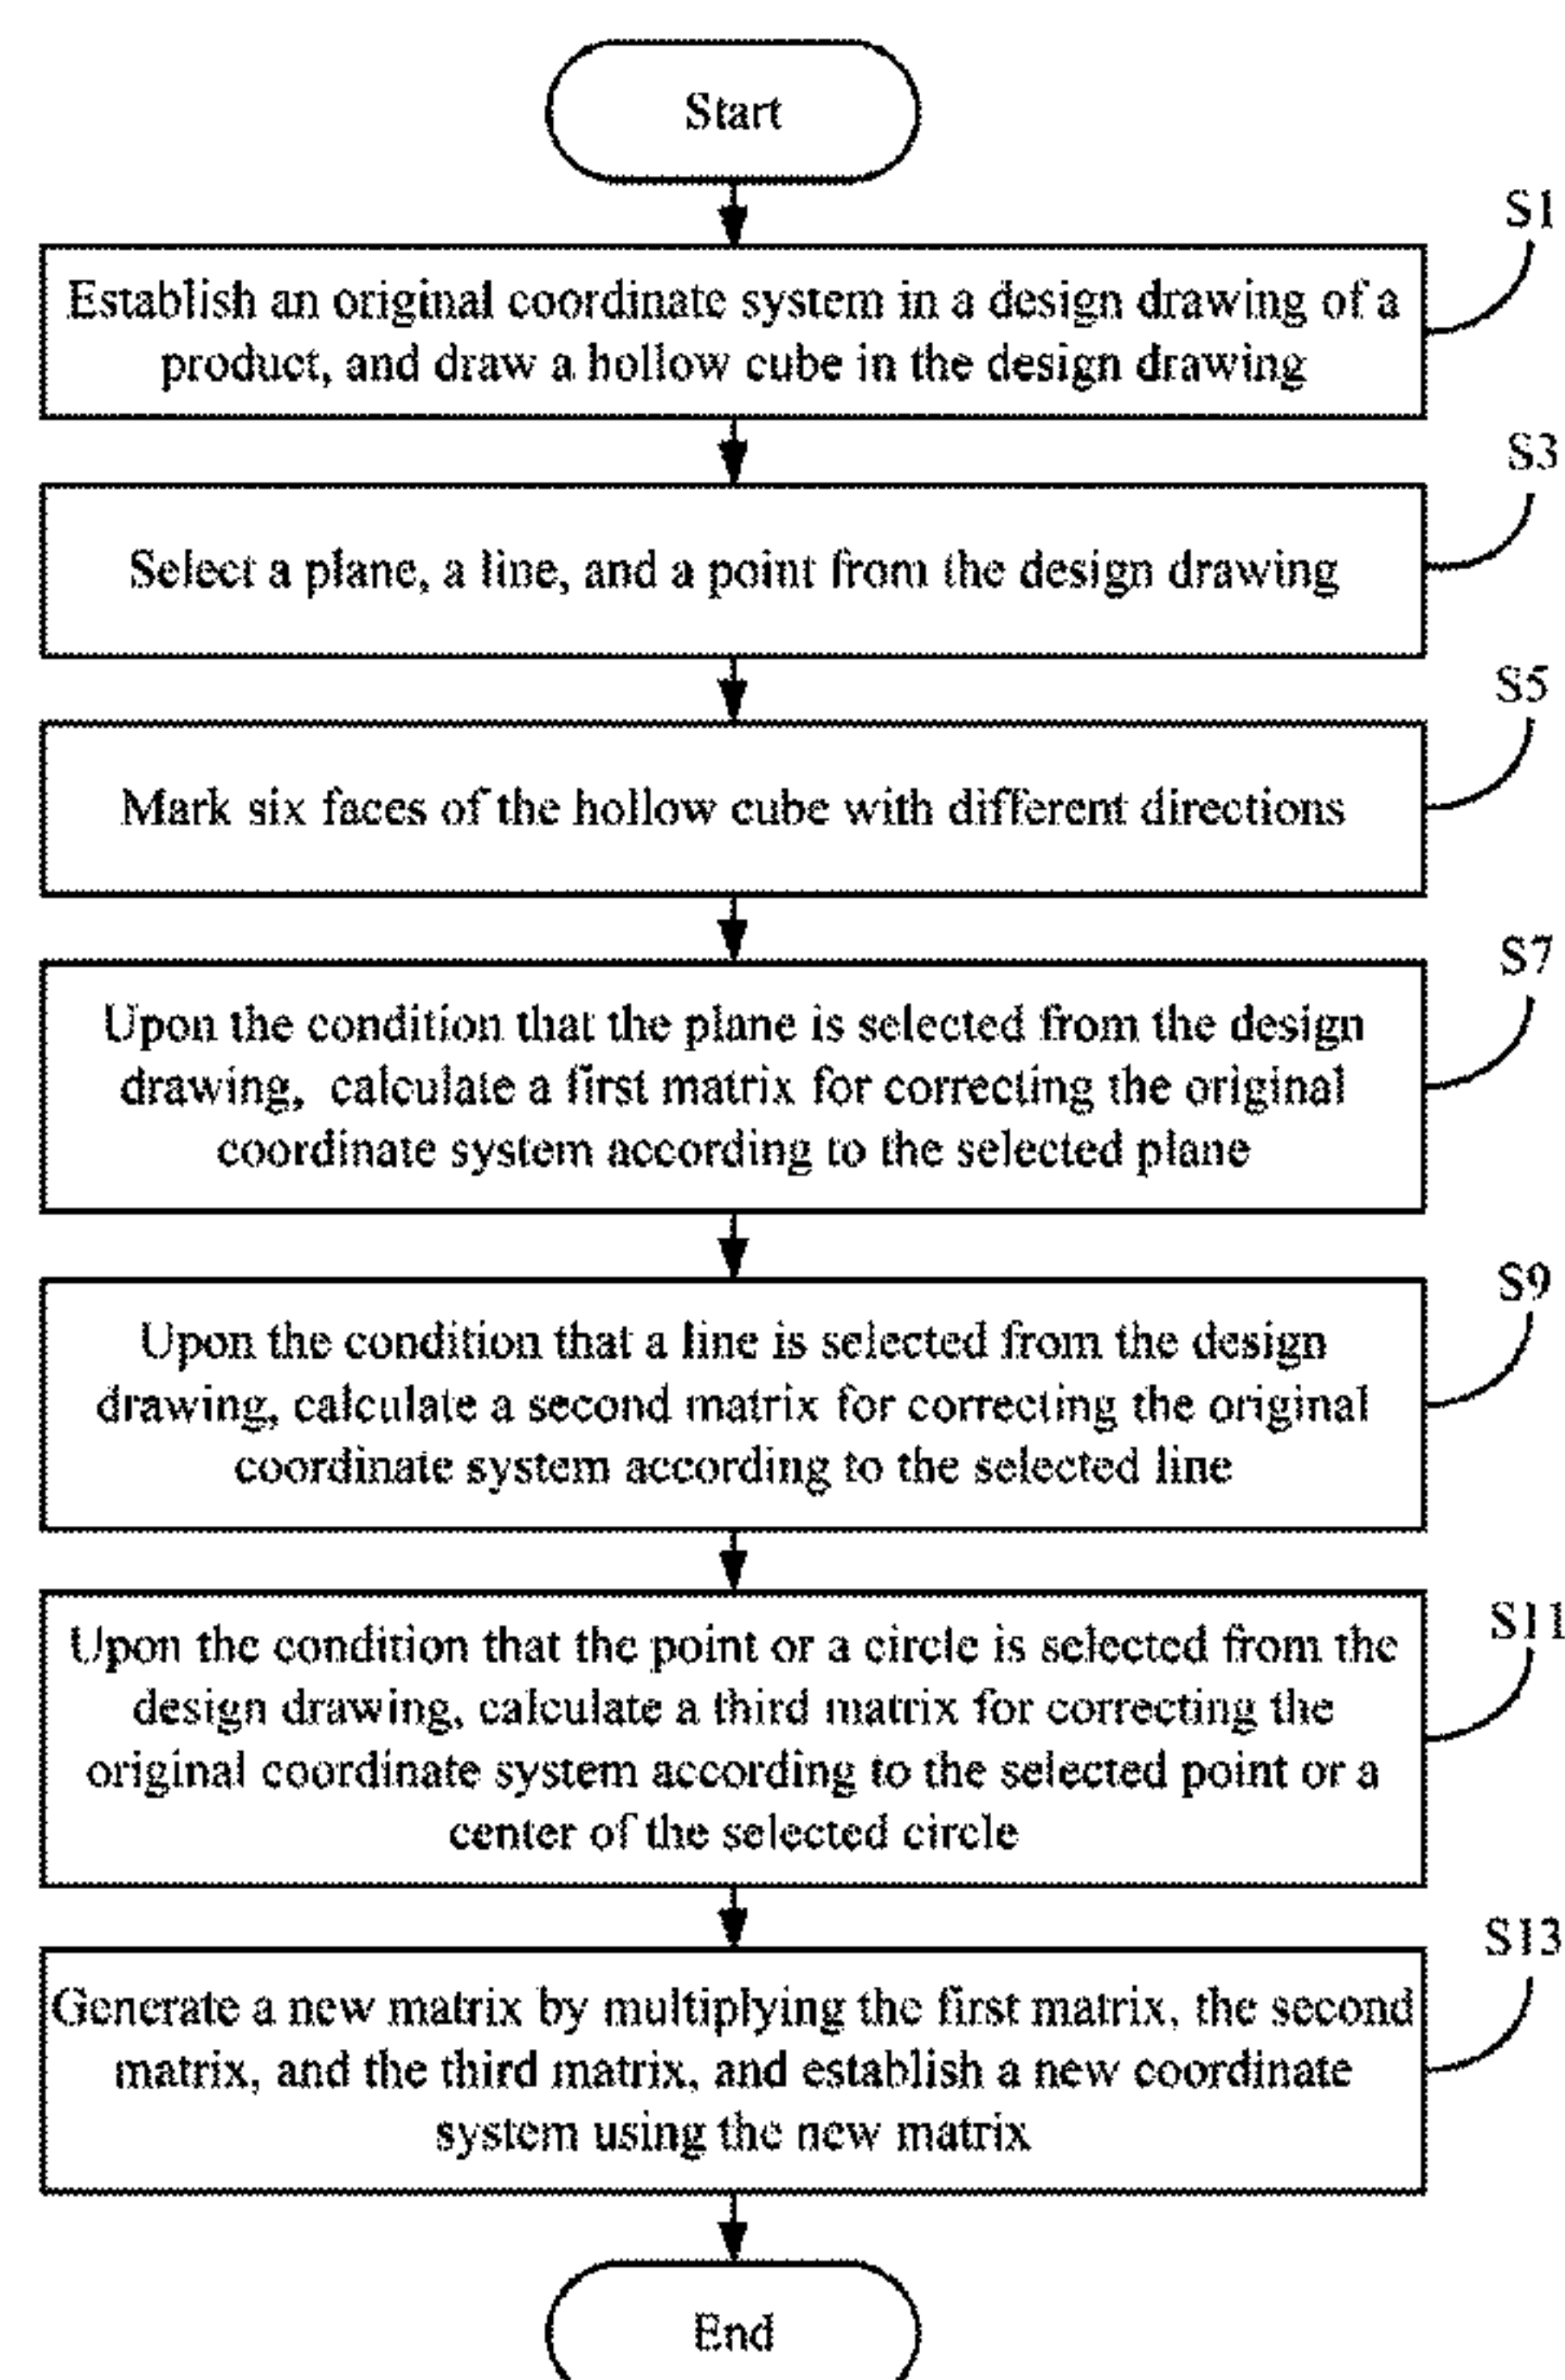 Start
S1
Establish an original coordinate system in a design drawing of a
product, and draw a hollow cube in the design drawing
S3
Select a plane, a line, and a point from the design drawing
S5
Mark six faces of the hollow cube with different directions
S7
Upon the condition that the plane is selected from the design
drawing, calculate a first matrix for correcting the original
coordinate system according to the selected plane
S9
Upon the condition that a line is selected from the design
drawing, calculate a second matrix for correcting the original
coordinate system according to the selected line
S11
Upon the condition that the point or a circle is selected from the
design drawing, calculate a third matrix for correcting the
original coordinate system according to the selected point or a
center of the selected circle
S13
Generate a new matrix by multiplying the first matrix, the second
matrix, and the third matrix, and establish a new coordinate
system using the new matrix
End